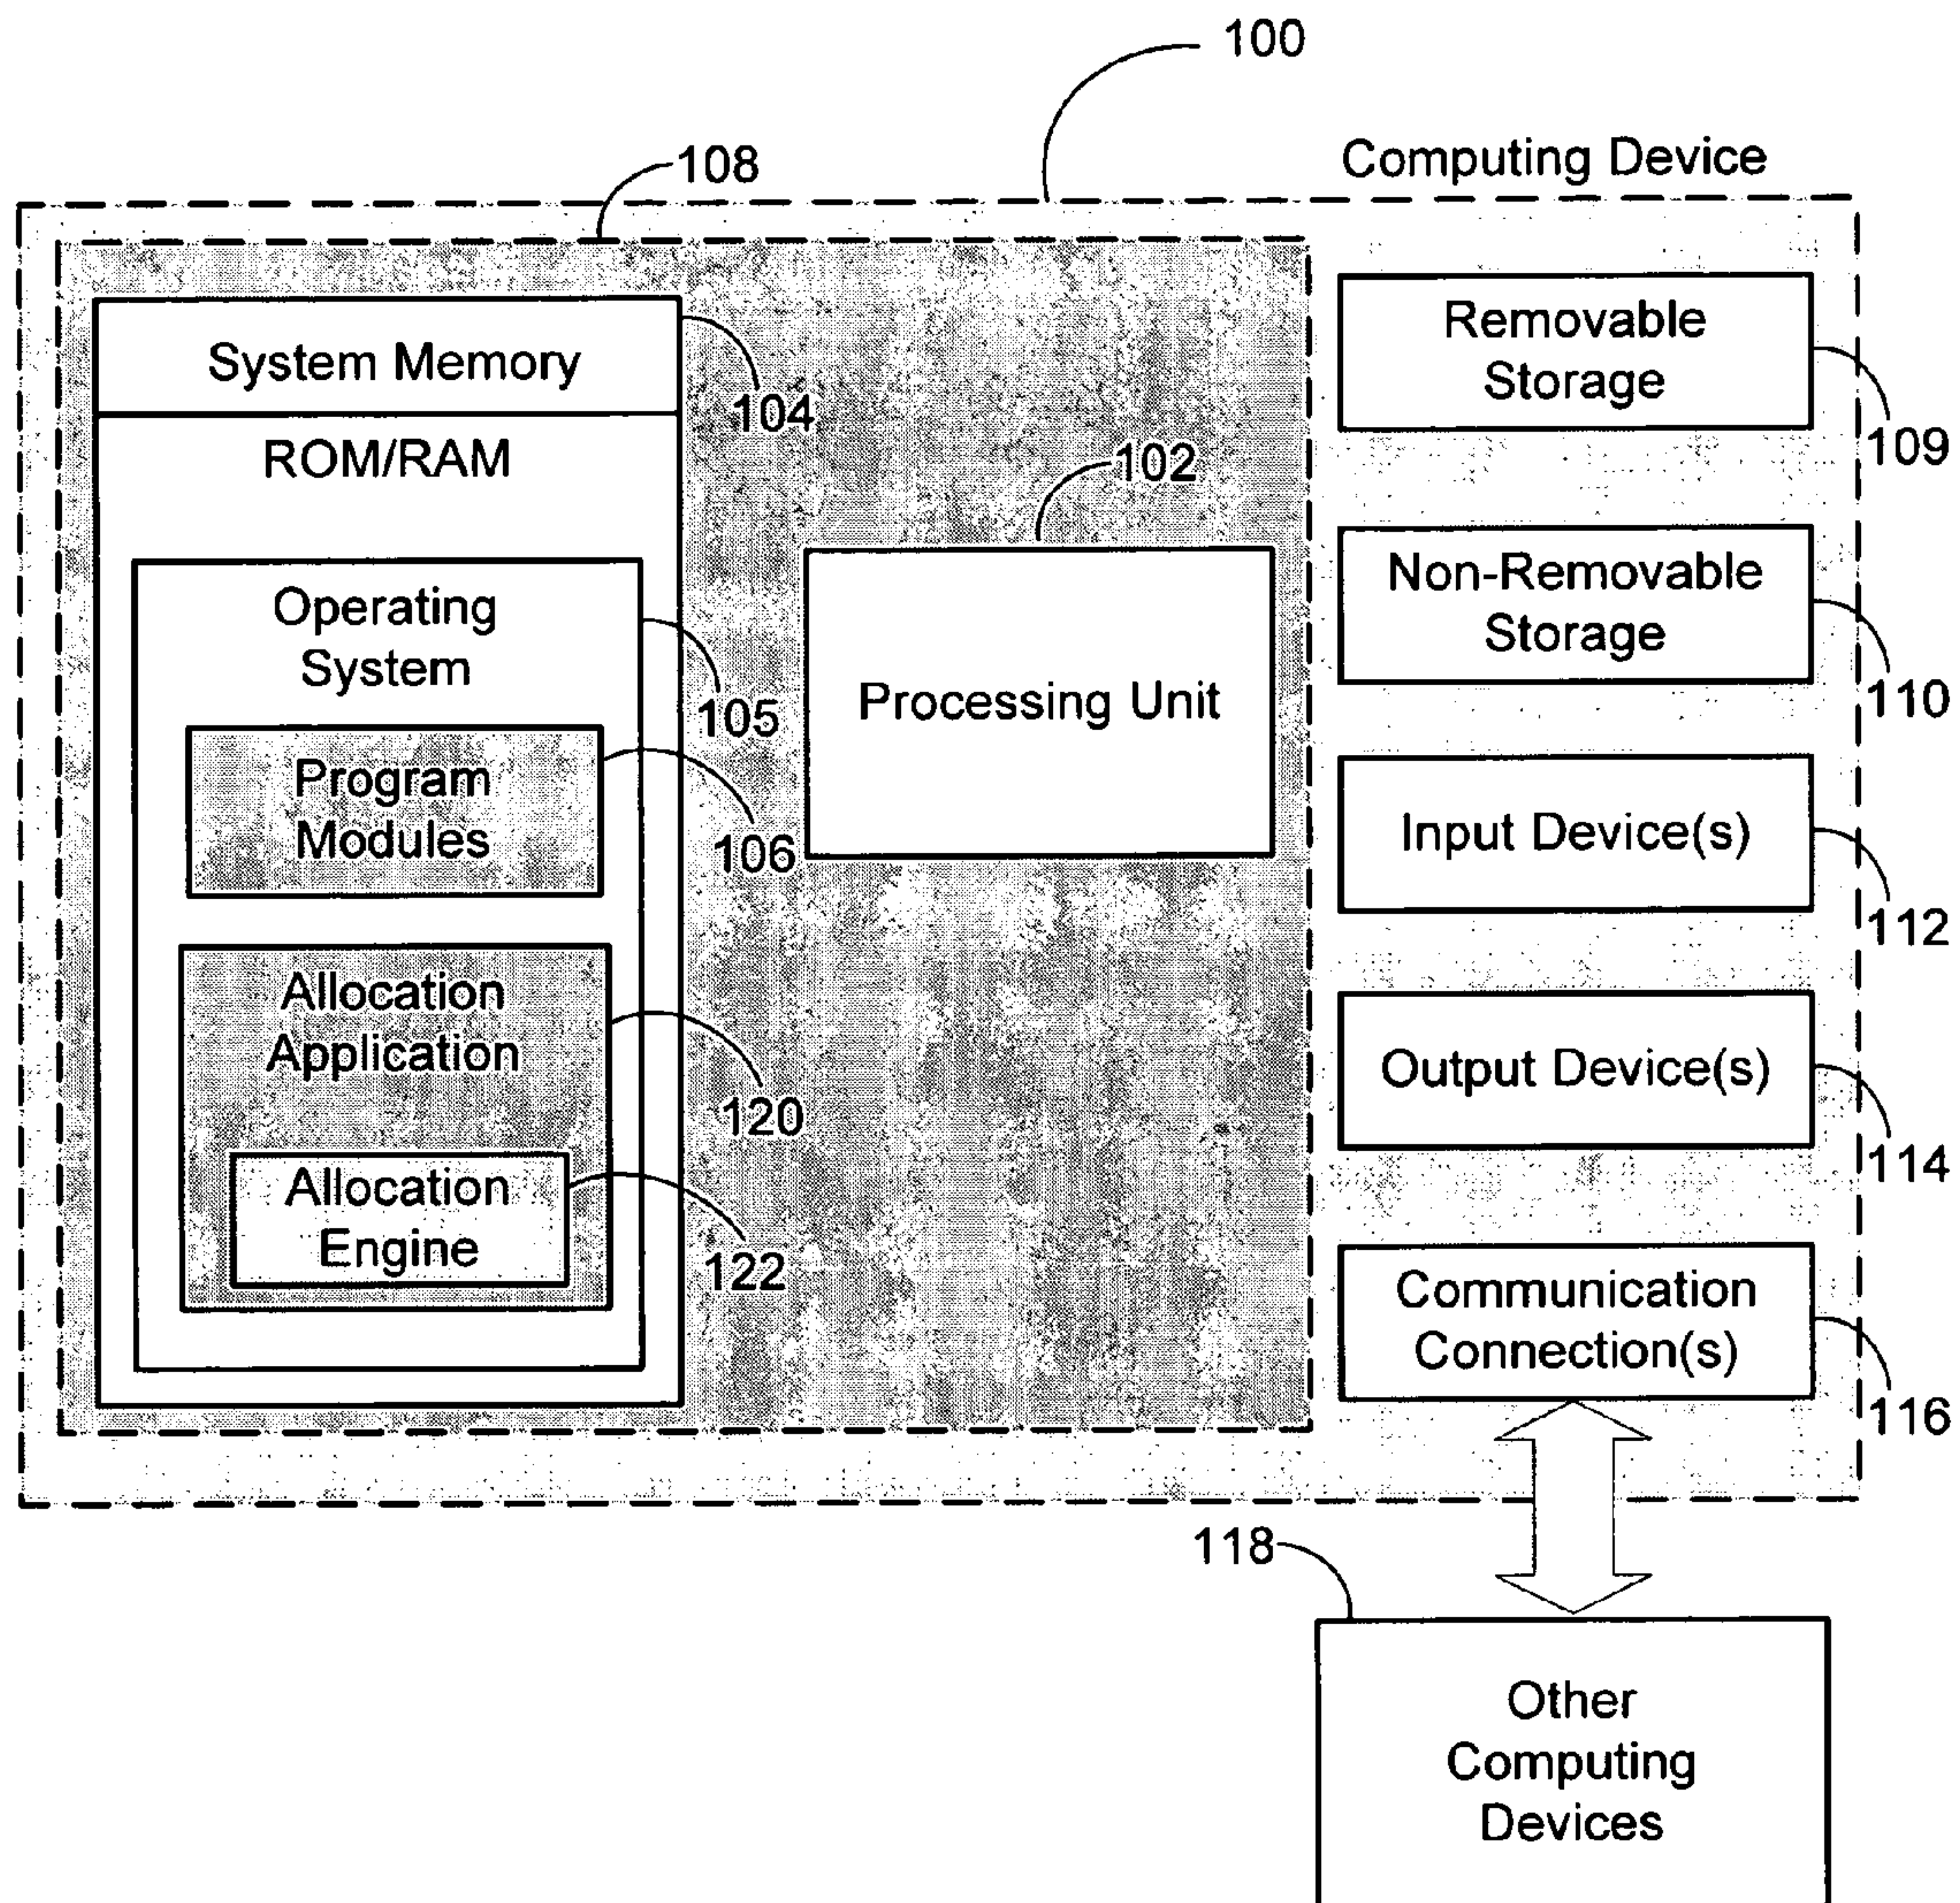 100
Computing Device
108
System Memory
104
ROM/RAM
Operating
System
105
Program
Modules
106
Allocation
Application
120
Allocation
Engine
122
102
Processing Unit
Removable
Storage
109
Non-Removable
Storage
110
Input Device(s)
112
Output Device(s)
114
Communication
Connection(s)
116
118
Other
Computing
Devices